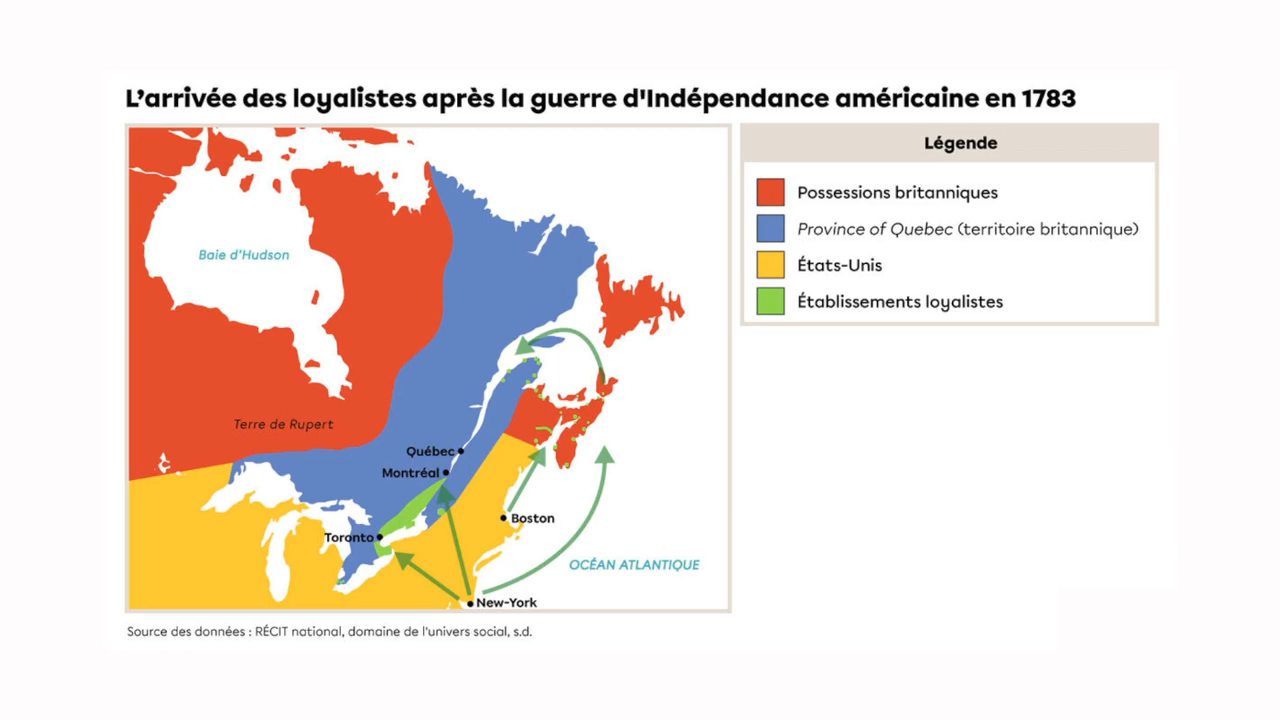 L'arrivée des loyalistes après la guerre d'Indépendance américaine en 1783
Légende
Possessions britanniques
Province of Quebec (territoire britannique)
États-Unis
Établissements loyalistes
Baie d'Hudson
Terre de Rupert
Québec
Montréal
Toronto
Boston
OCÉAN ATLANTIQUE
New-York
Source des données : RÉCIT national, domaine de l'univers social, s.d.